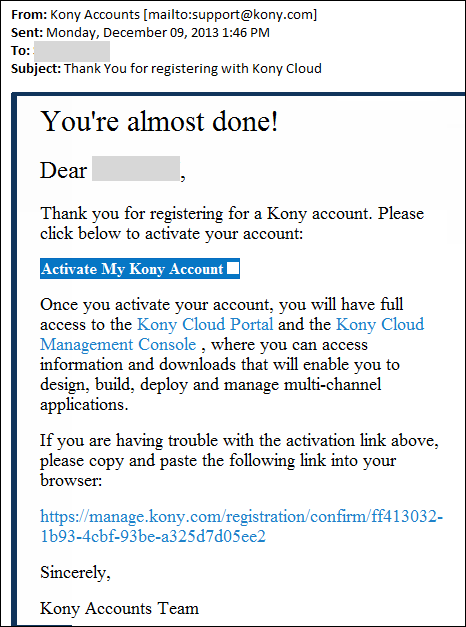 From: Kony Accounts [mailto:support@kony.com]
Sent: Monday, December 09, 2013 1:46 PM
To:
Subject: Thank You for registering with Kony Cloud
You're almost done!
Dear ,
Thank you for registering for a Kony account. Please
click below to activate your account:
Activate My Kony Account
Once you activate your account, you will have full
access to the Kony Cloud Portal and the Kony Cloud
Management Console , where you can access
information and downloads that will enable you to
design, build, deploy and manage multi-channel
applications.
If you are having trouble with the activation link above,
please copy and paste the following link into your
browser:
https://manage.kony.com/registration/confirm/ff413032-
1b93-4cbf-93be-a325d7d05ee2
Sincerely,
Kony Accounts Team